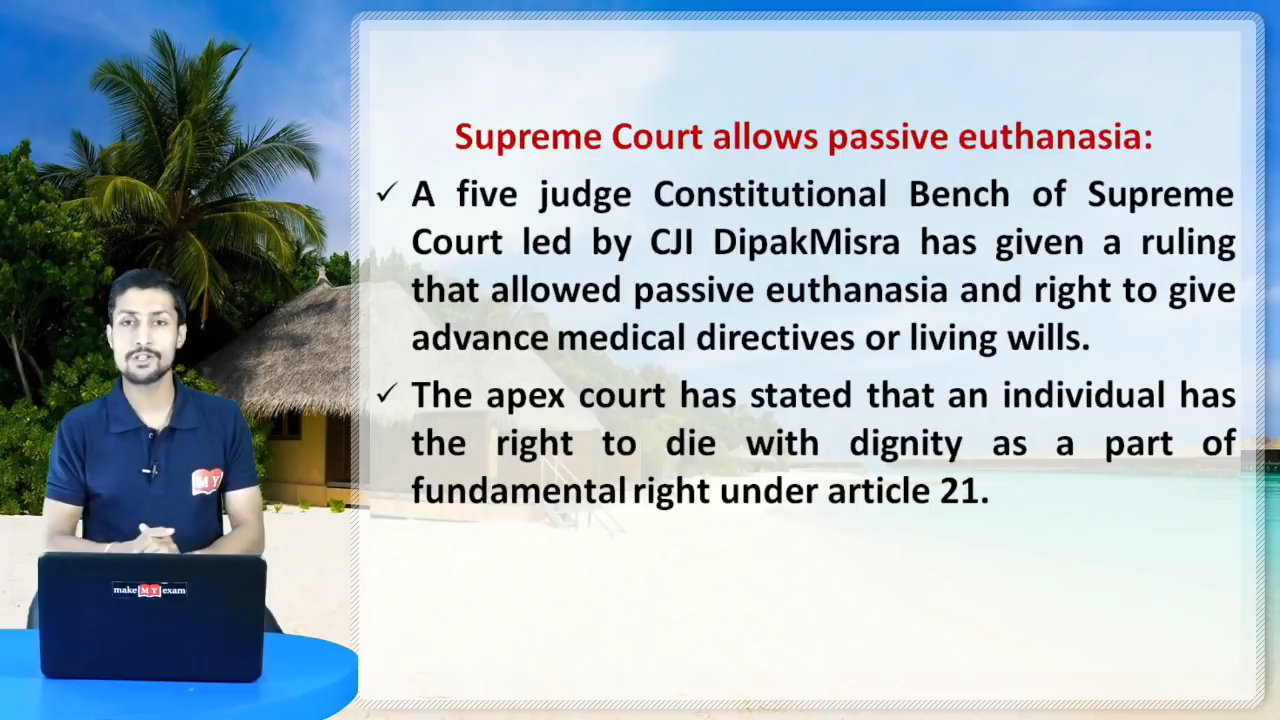 Supreme Court allows passive euthanasia:
✓ A five judge Constitutional Bench of Supreme
Court led by CJI DipakMisra has given a ruling
that allowed passive euthanasia and right to give
advance medical directives or living wills.
✓ The apex court has stated that an individual has
the right to die with dignity as a part of
fundamental right under article 21.
MY
make MY exam